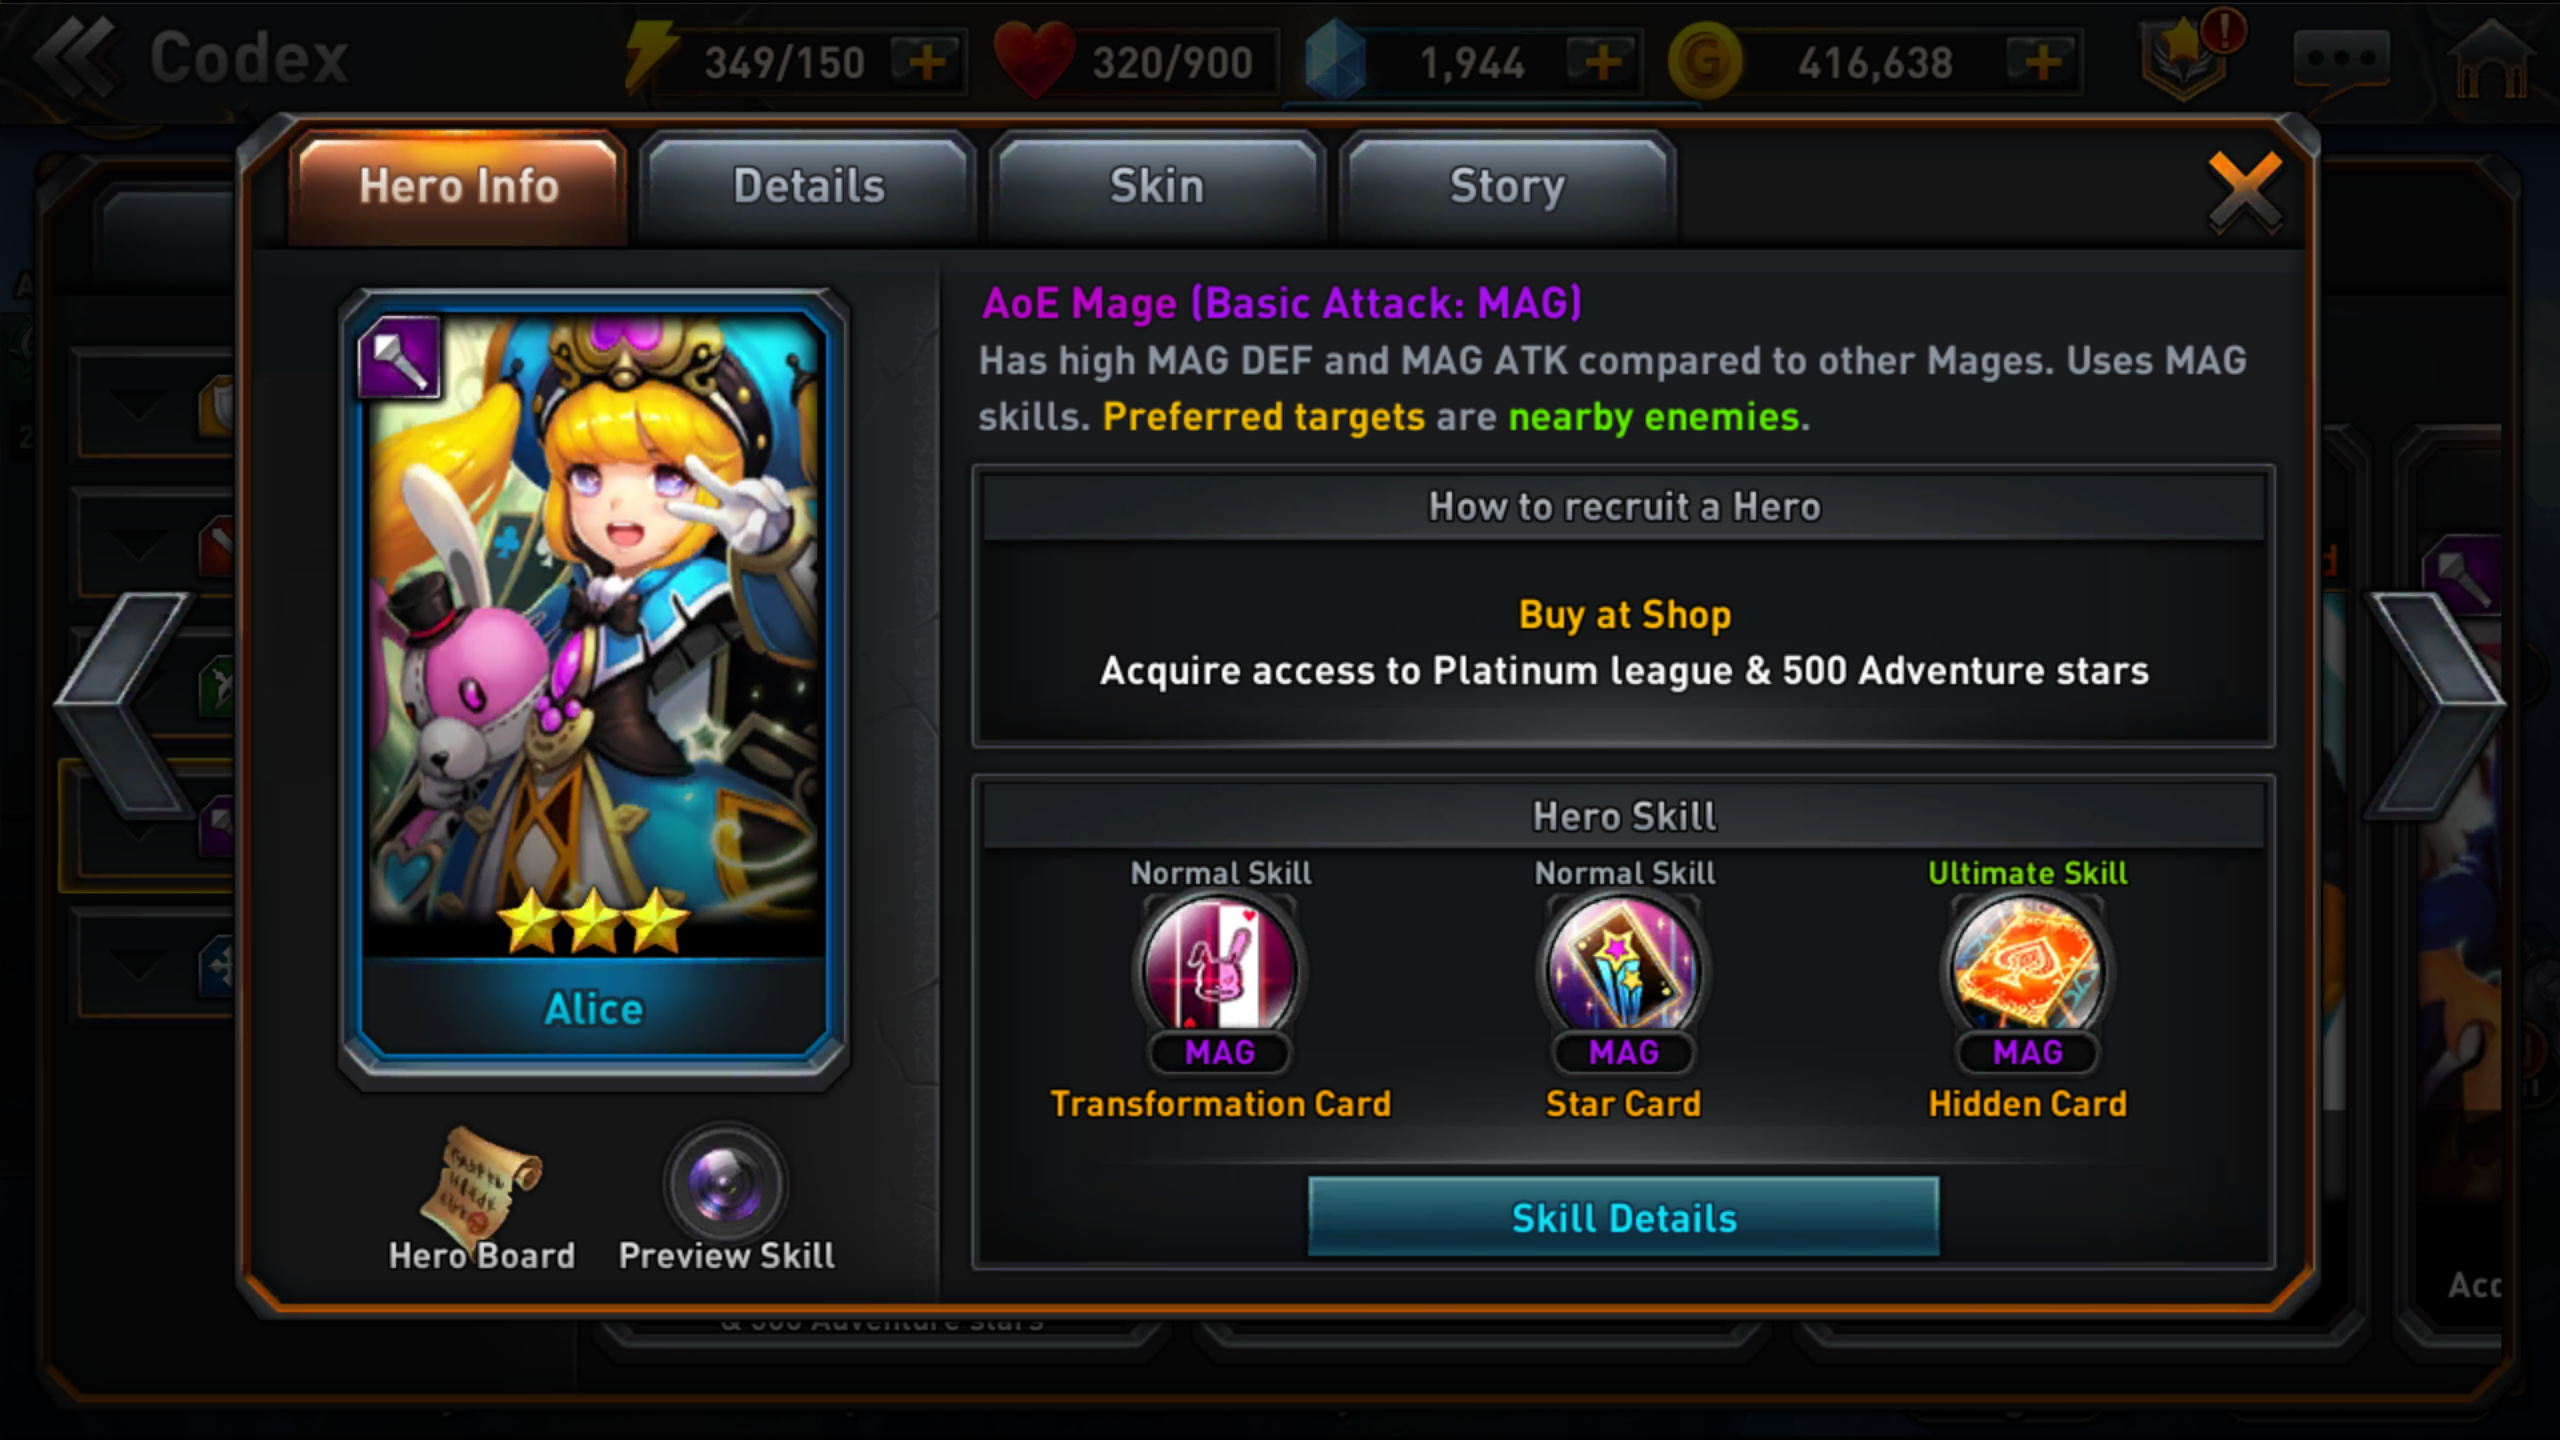 Codex
349/150
320/900
1,944
416,638
Hero Info
Details
Skin
Story
AoE Mage (Basic Attack: MAG)
Has high MAG DEF and MAG ATK compared to other Mages. Uses MAG
skills. Preferred targets are nearby enemies.
How to recruit a Hero
Buy at Shop
Acquire access to Platinum league & 500 Adventure stars
Hero Skill
Normal Skill
Normal Skill
Ultimate Skill
MAG
MAG
MAG
Transformation Card
Star Card
Hidden Card
Skill Details
Alice
Hero Board
Preview Skill
& 500 Adventure stars